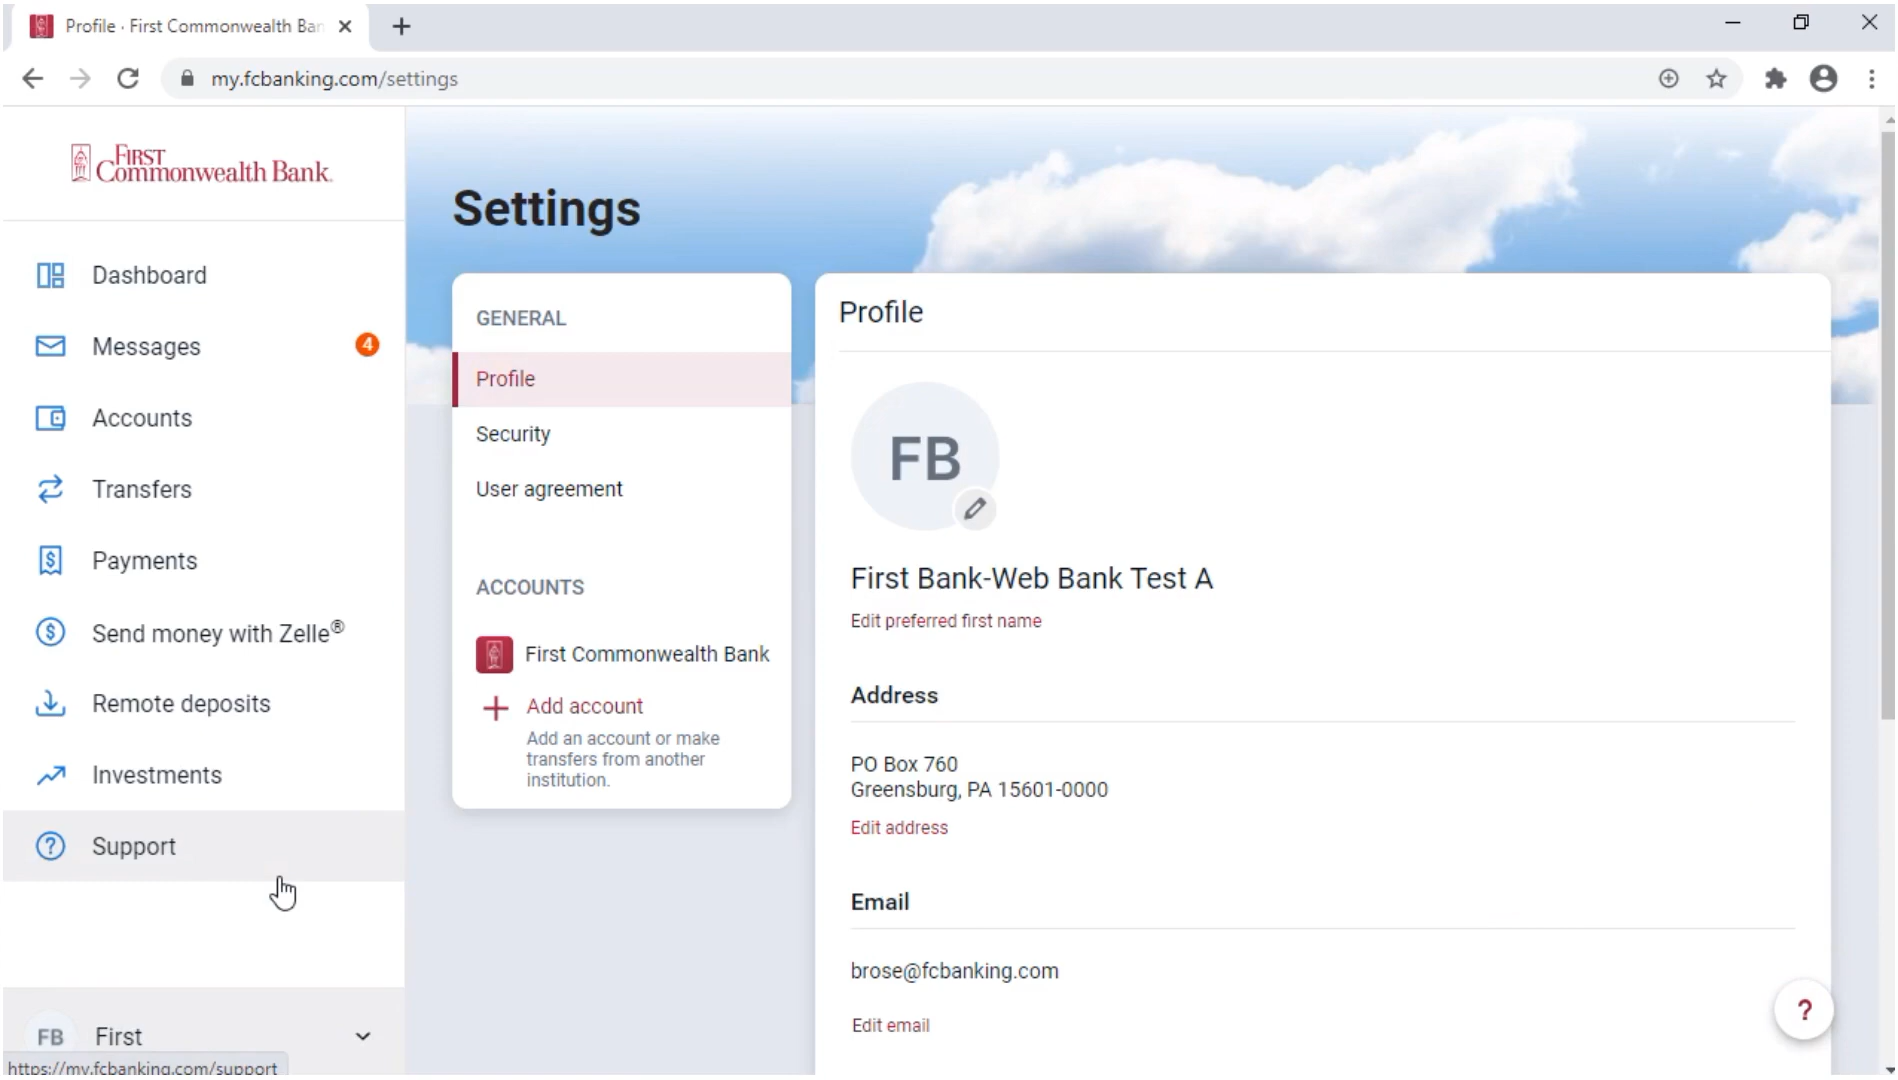 Profile · First Commonwealth Ban
my.fcbanking.com/settings
FIRST
Commonwealth Bank.
Dashboard
Messages
4
Accounts
Transfers
Payments
Send money with Zelle®
Remote deposits
Investments
Support
FB
First
https://my.fcbanking.com/support
Settings
GENERAL
Profile
Security
User agreement
ACCOUNTS
First Commonwealth Bank
Add account
Add an account or make
transfers from another
institution.
Profile
FB
First Bank-Web Bank Test A
Edit preferred first name
Address
PO Box 760
Greensburg, PA 15601-0000
Edit address
Email
brose@fcbanking.com
Edit email
?